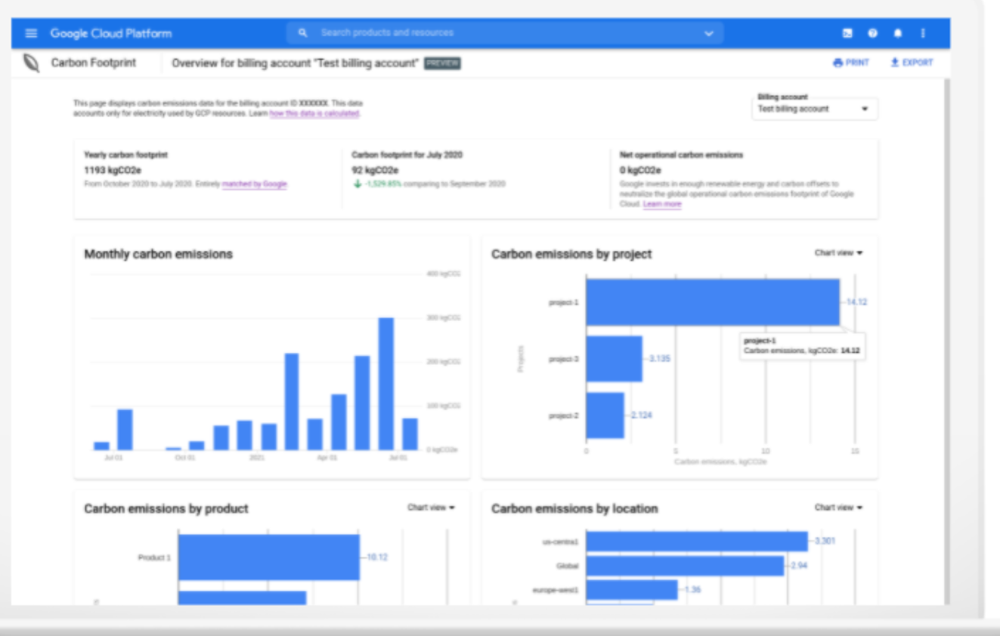 Google Cloud Platform
Search products and resources
Carbon Footprint
Overview for billing account "Test billing account" PREVIEW
PRINT
EXPORT
This page displays carbon emissions data for the billing account ID XXXXXX. This data
accounts only for electricity used by GCP resources. Learn how this data is calculated.
Billing account
Test billing account
Yearly carbon footprint
1193 kgCO2e
From October 2020 to July 2020. Entirely matched by Google.
Carbon footprint for July 2020
92 kgCO2e
-1,529.85% comparing to September 2020
Net operational carbon emissions
0 kgCO2e
Google invests in enough renewable energy and carbon offsets to
neutralize the global operational carbon emissions footprint of Google
Cloud. Learn more
Monthly carbon emissions
400 kgCO2
300 kgCO2
200 kgCO2
100 kgCO2
0 kgCO2e
Jul 01
Oct 01
2021
Apr 01
Jul 01
Carbon emissions by project
Chart view
Projects
project-1
14.12
project-1
Carbon emissions, kgCO2e: 14.12
project-3
3.135
project-2
2.124
0
5
10
15
Carbon emissions, kgCO2e
Carbon emissions by product
Chart view
Product 1
10.12
Carbon emissions by location
Chart view
us-central1
3.301
Global
2.94
europe-west1
1.36